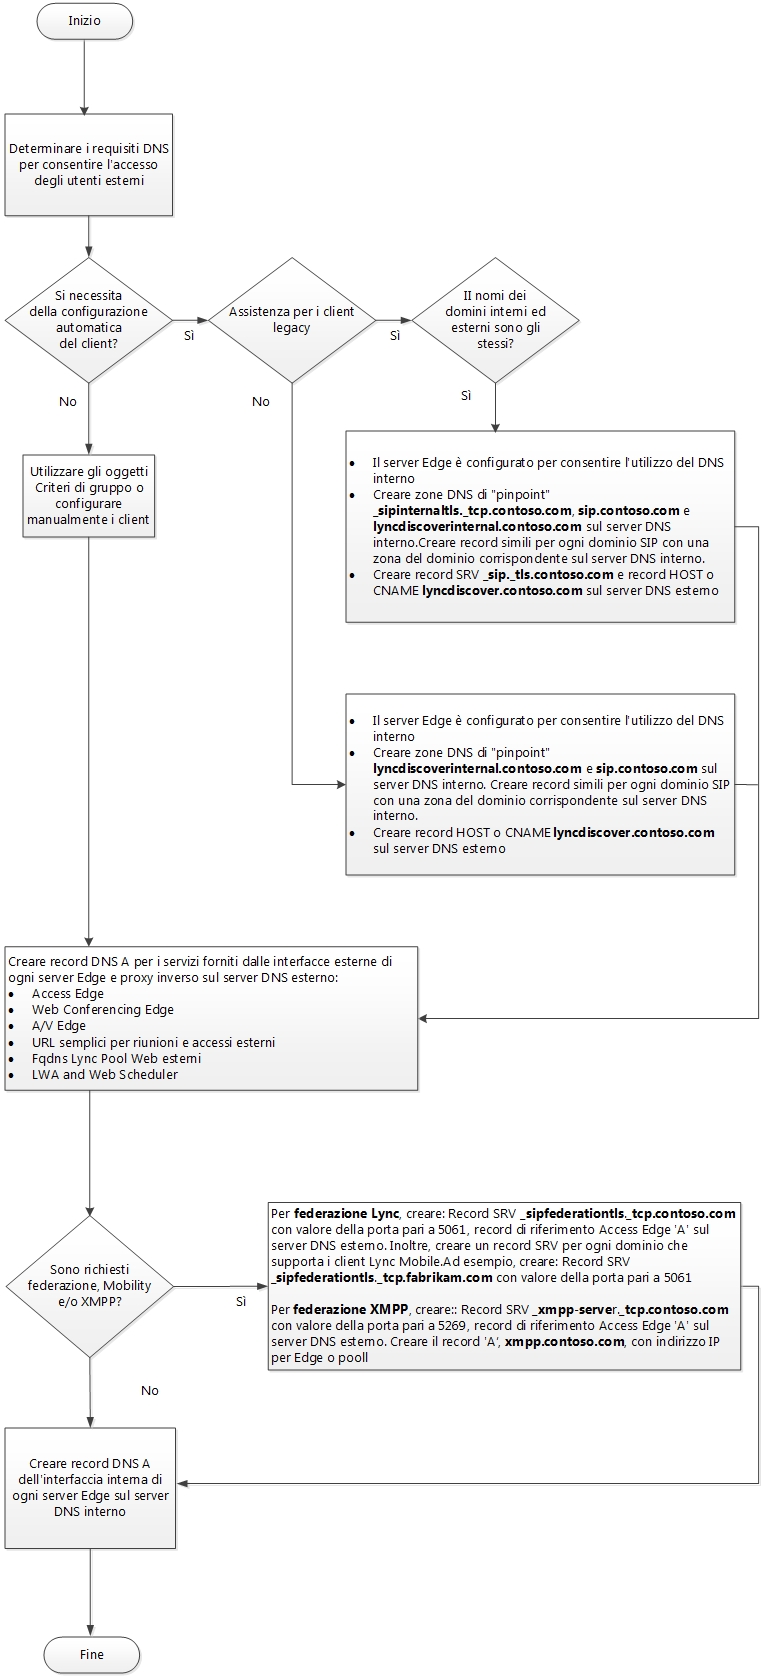 Inizio
Determinare i requisiti DNS
per consentire l'accesso
degli utenti esterni
Si necessita
della configurazione
automatica
del client?
Sì
Assistenza per i client
legacy
Sì
II nomi dei
domini interni ed
esterni sono gli
stessi?
No
No
Sì
Utilizzare gli oggetti
Criteri di gruppo o
configurare
manualmente i client
• Il server Edge è configurato per consentire l'utilizzo del DNS
interno
• Creare zone DNS di "pinpoint"
_sipinternaltls._tcp.contoso.com, sip.contoso.com e
lyncdiscoverinternal.contoso.com sul server DNS
interno.Creare record simili per ogni dominio SIP con una
zona del dominio corrispondente sul server DNS interno.
• Creare record SRV _sip._tls.contoso.com e record HOST o
CNAME lyncdiscover.contoso.com sul server DNS esterno
• Il server Edge è configurato per consentire l'utilizzo del DNS
interno
• Creare zone DNS di "pinpoint"
lyncdiscoverinternal.contoso.com e sip.contoso.com sul
server DNS interno. Creare record simili per ogni dominio SIP
con una zona del dominio corrispondente sul server DNS
interno.
• Creare record HOST o CNAME lyncdiscover.contoso.com
sul server DNS esterno
Creare record DNS A per i servizi forniti dalle interfacce esterne di
ogni server Edge e proxy inverso sul server DNS esterno:
• Access Edge
• Web Conferencing Edge
• A/V Edge
• URL semplici per riunioni e accessi esterni
• Fqdns Lync Pool Web esterni
• LWA and Web Scheduler
Sono richiesti
federazione, Mobility
e/o XMPP?
Sì
Per federazione Lync, creare: Record SRV _sipfederationtls._tcp.contoso.com
con valore della porta pari a 5061, record di riferimento Access Edge 'A' sul
server DNS esterno. Inoltre, creare un record SRV per ogni dominio che
supporta i client Lync Mobile.Ad esempio, creare: Record SRV
_sipfederationtls._tcp.fabrikam.com con valore della porta pari a 5061
Per federazione XMPP, creare:: Record SRV _xmpp-server._tcp.contoso.com
con valore della porta pari a 5269, record di riferimento Access Edge 'A' sul
server DNS esterno. Creare il record 'A', xmpp.contoso.com, con indirizzo IP
per Edge o pooll
No
Creare record DNS A
dell'interfaccia interna di
ogni server Edge sul server
DNS interno
Fine